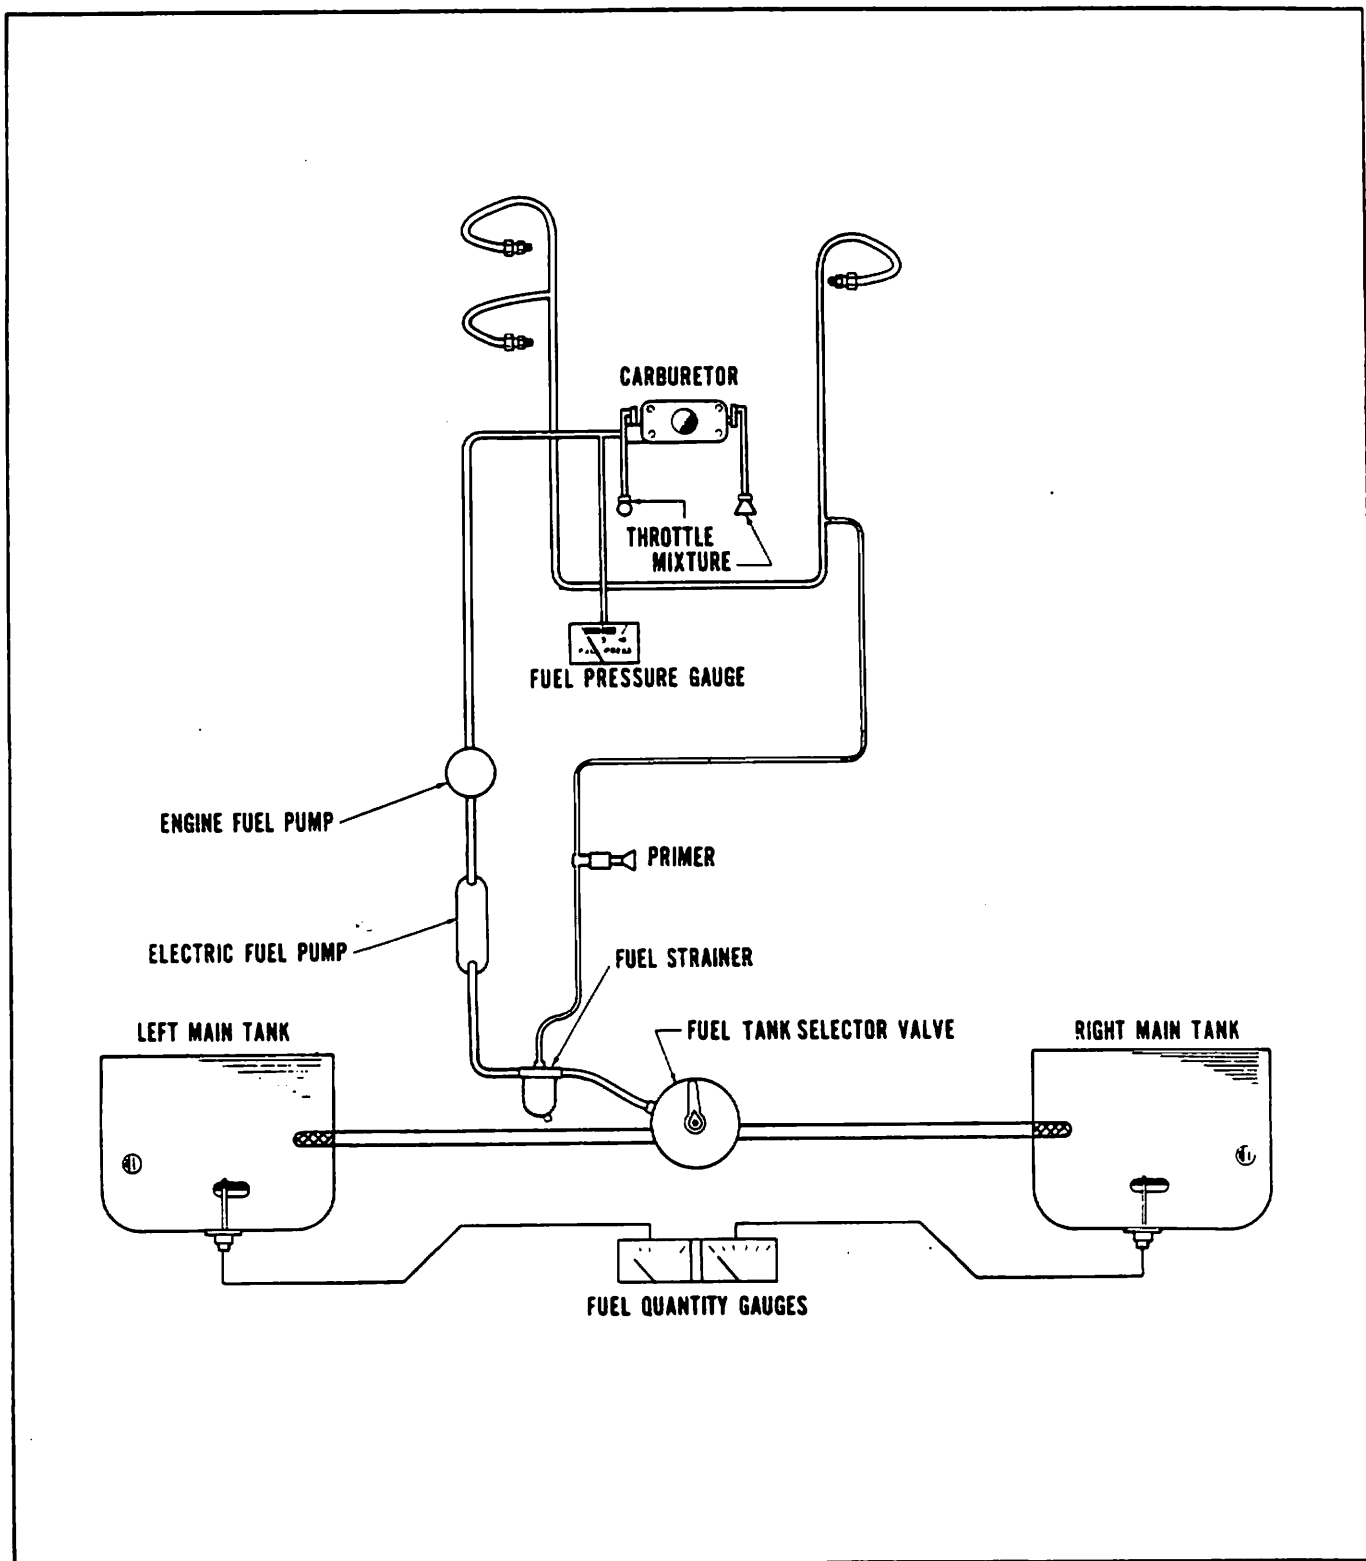 CARBURETOR
THROTTLE
MIXTURE
FUEL PRESSURE GAUGE
ENGINE FUEL PUMP
PRIMER
ELECTRIC FUEL PUMP
FUEL STRAINER
LEFT MAIN TANK
FUEL TANK SELECTOR VALVE
RIGHT MAIN TANK
FUEL QUANTITY GAUGES